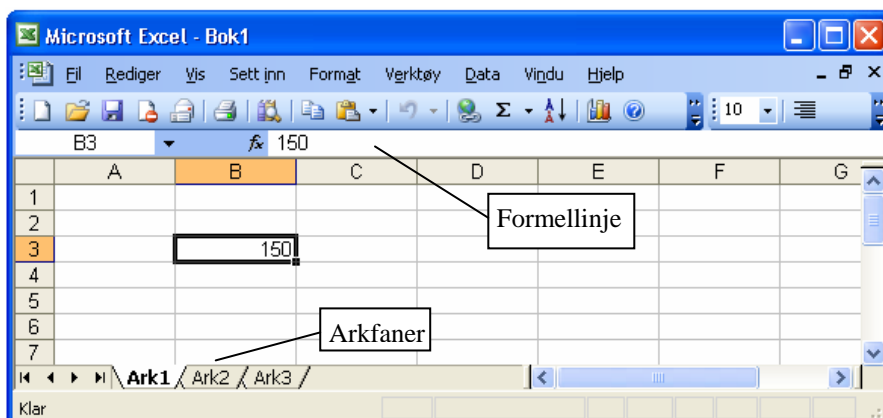 Microsoft Excel - Bok1
Fil Rediger Vis Sett inn Format Verktøy Data Vindu Hjelp
Σ 10
B3 fx 150
A B C D E F G
1
2
Formellinje
3 150
4
5
6
Arkfaner
7
Ark1 Ark2 Ark3
Klar